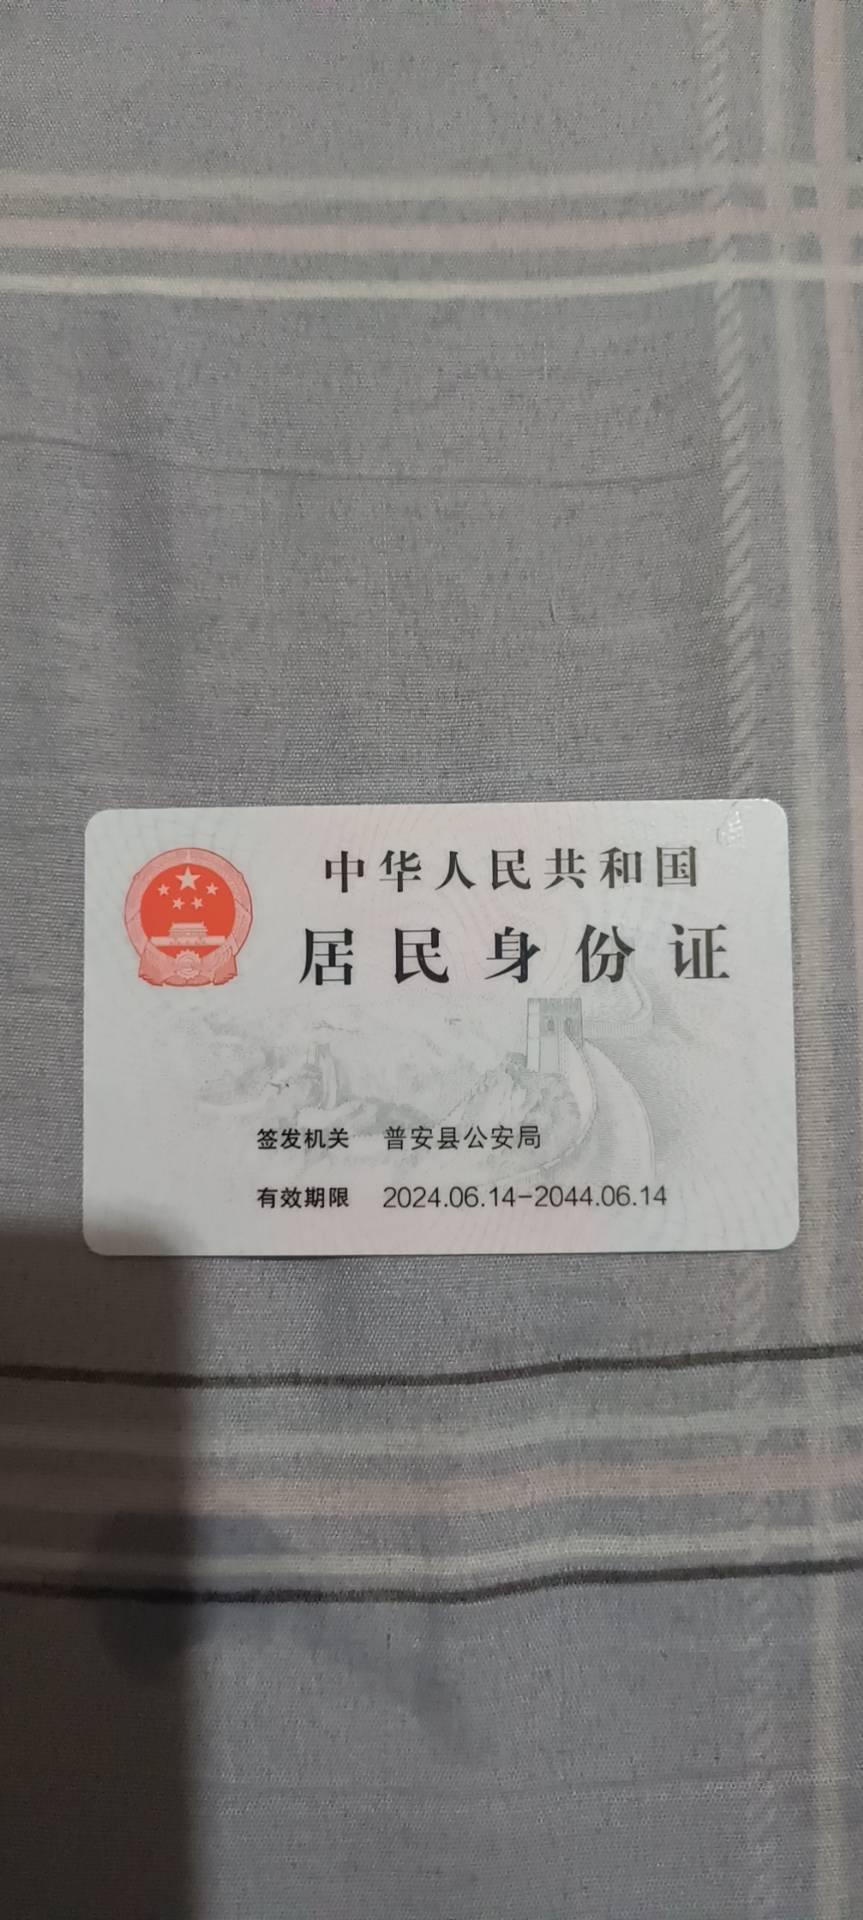 中华人民共和国
居民身份证
签发机关 普安县公安局
有效期限 2024.06.14-2044.06.14